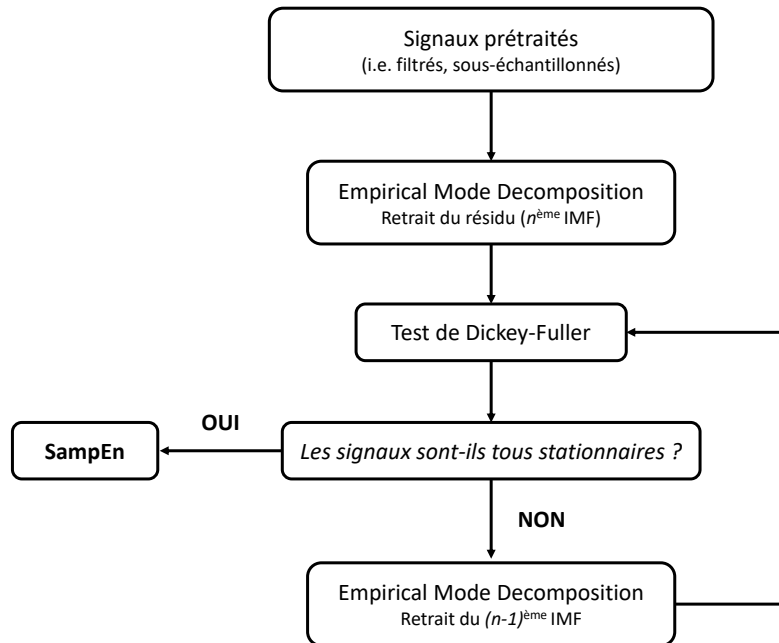 Signaux prétraités
(i.e. filtrés, sous-échantillonnés)
Empirical Mode Decomposition
Retrait du résidu (nème IMF)
Test de Dickey-Fuller
OUI
SampEn
Les signaux sont-ils tous stationnaires ?
NON
Empirical Mode Decomposition
Retrait du (n-1)ème IMF